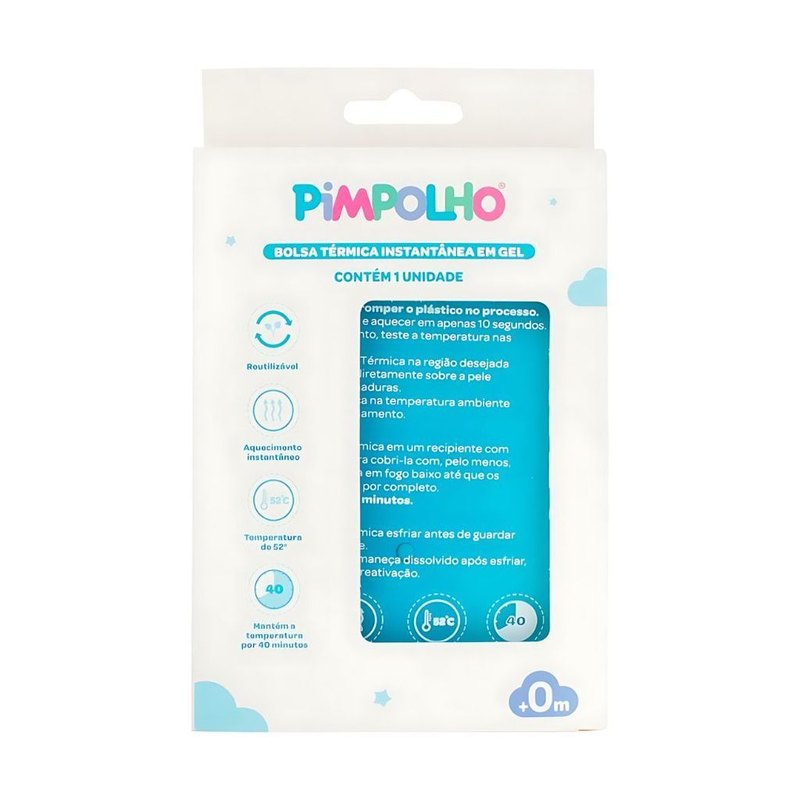 PiMPOLHO®
BOLSA TÉRMICA INSTANTÂNEA EM GEL
CONTÉM 1 UNIDADE
Reutilizável
Aquecimento
instantâneo
52°C
Temperatura
de 52°
40
Mantém a
temperatura
por 40 minutos
romper o plástico no processo.
e aquecer em apenas 10 segundos.
nto, teste a temperatura nas
Térmica na região desejada
diretamente sobre a pele
aduras.
a na temperatura ambiente
amento.
mica em um recipiente com
ra cobri-la com, pelo menos,
a em fogo baixo até que os
por completo.
minutos.
mica esfriar antes de guardar
e.
maneça dissolvido após esfriar,
reativação.
52°C
40
+0m